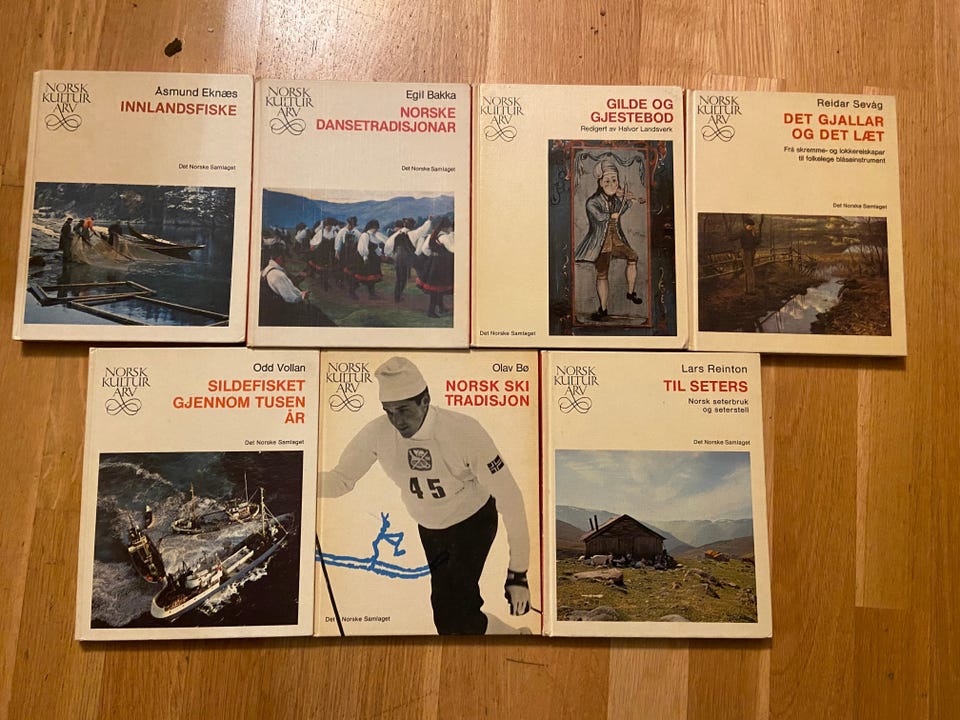 NORSK
KULTUR
ARV
Åsmund Eknæs
INNLANDSFISKE
Det Norske Samlaget
NORSK
KULTUR
ARV
Egil Bakka
NORSKE
DANSETRADISJONAR
Det Norske Samlaget
NORSK
KULTUR
ARV
GILDE OG
GJESTEBOD
Redigert av Halvor Landsverk
Det Norske Samlaget
NORSK
KULTUR
ARV
Reidar Sevåg
DET GJALLAR
OG DET LÆT
Frå skremme- og lokkereiskapar
til folkelege blåseinstrument
Det Norske Samlaget
NORSK
KULTUR
ARV
Odd Vollan
SILDEFISKET
GJENNOM TUSEN
ÅR
Det Norske Samlaget
NORSK
KULTUR
ARV
Olav Bø
NORSK SKI
TRADISJON
45
Det Norske Samlaget
NORSK
KULTUR
ARV
Lars Reinton
TIL SETERS
Norsk seterbruk
og seterstell
Det Norske Samlaget